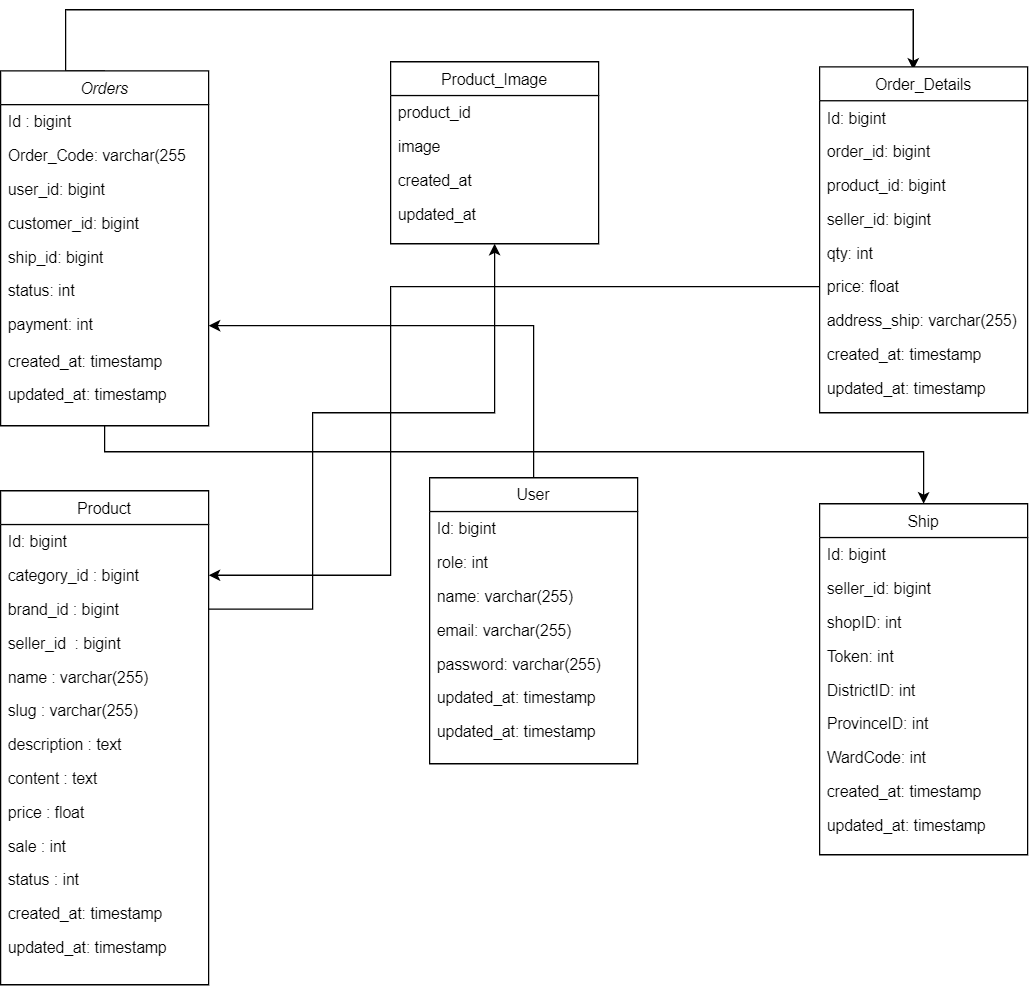 Orders
Id : bigint
Order_Code: varchar(255
user_id: bigint
customer_id: bigint
ship_id: bigint
status: int
payment: int
created_at: timestamp
updated_at: timestamp
Product_Image
product_id
image
created_at
updated_at
Order_Details
Id: bigint
order_id: bigint
product_id: bigint
seller_id: bigint
qty: int
price: float
address_ship: varchar(255)
created_at: timestamp
updated_at: timestamp
Product
Id: bigint
category_id : bigint
brand_id : bigint
seller_id : bigint
name : varchar(255)
slug : varchar(255)
description : text
content : text
price : float
sale : int
status : int
created_at: timestamp
updated_at: timestamp
User
Id: bigint
role: int
name: varchar(255)
email: varchar(255)
password: varchar(255)
updated_at: timestamp
updated_at: timestamp
Ship
Id: bigint
seller_id: bigint
shopID: int
Token: int
DistrictID: int
ProvinceID: int
WardCode: int
created_at: timestamp
updated_at: timestamp